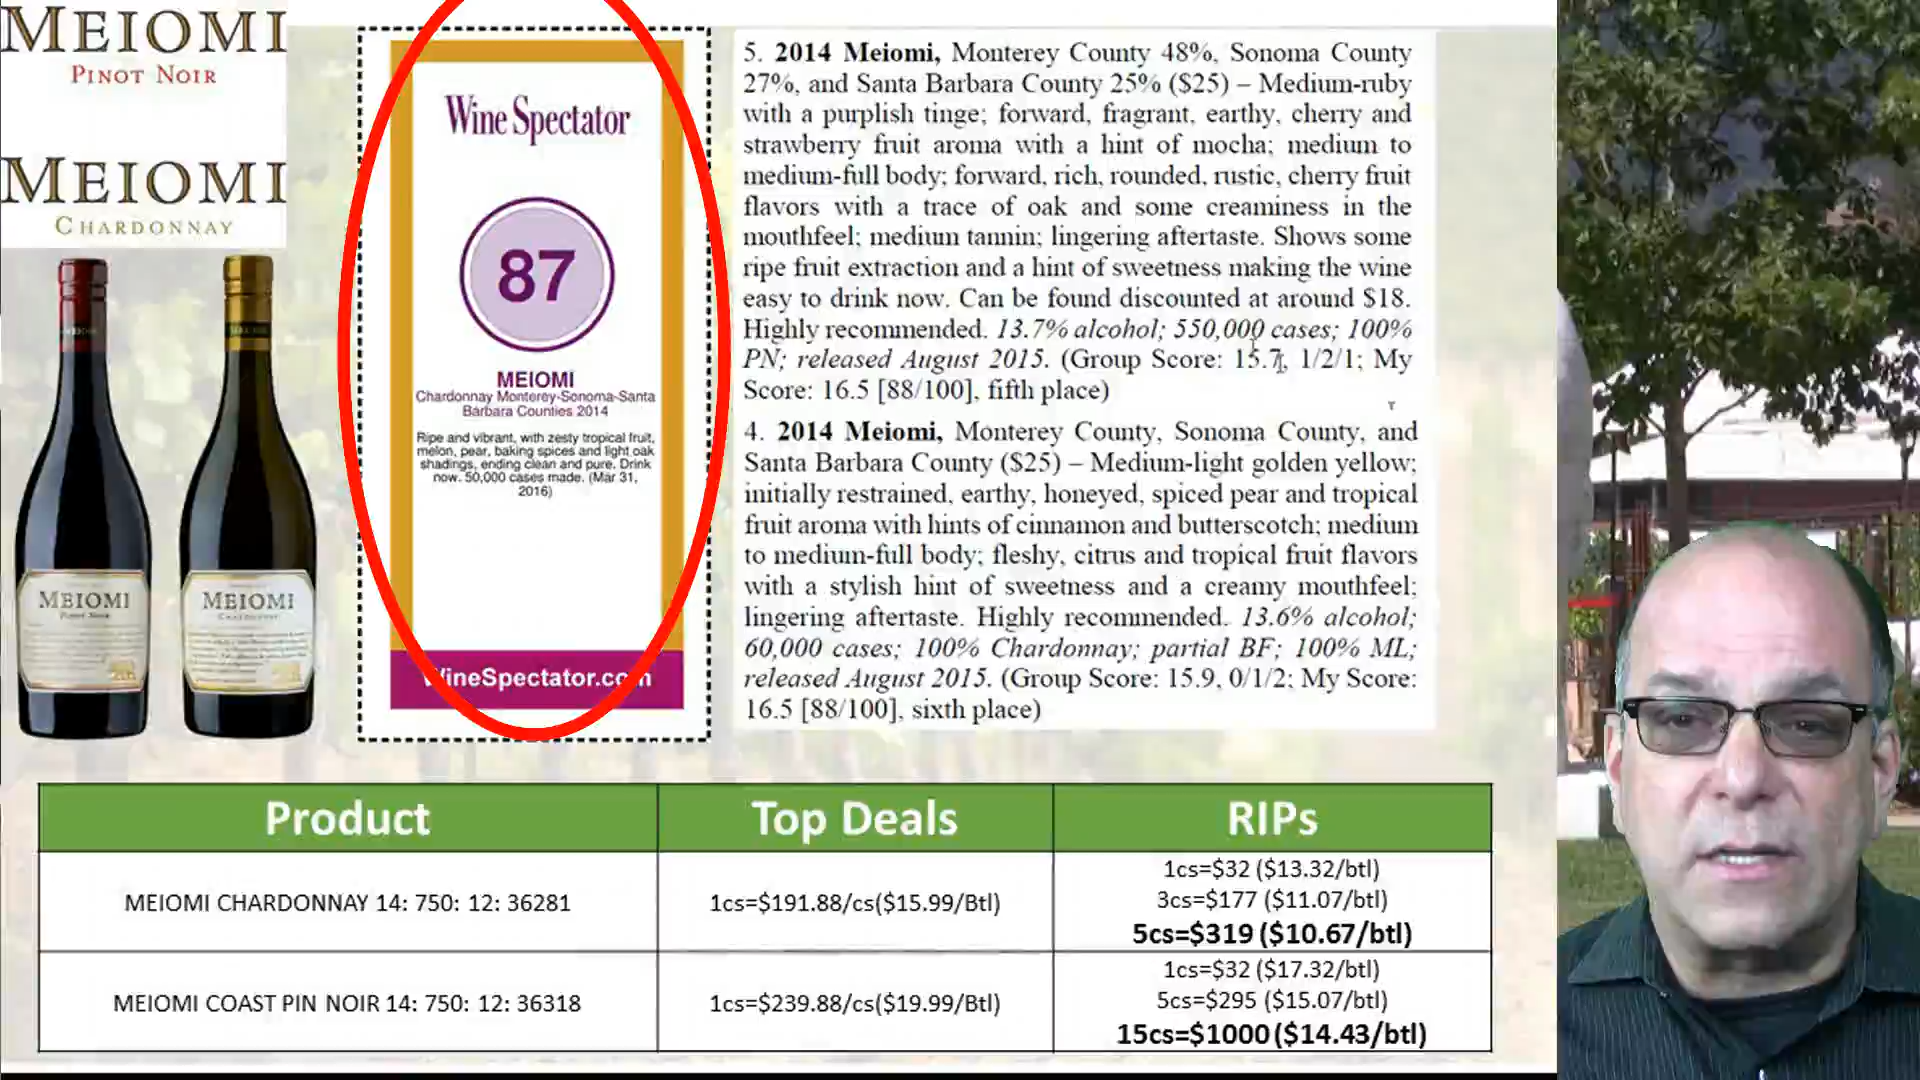 MEIOMI
PINOT NOIR
MEIOMI
CHARDONNAY
MEIOMI
Pinot Noir
MEIOMI
Chardonnay
Wine Spectator
87
MEIOMI
Chardonnay Monterey-Sonoma-Santa
Barbara Counties 2014
Ripe and vibrant, with zesty tropical fruit,
melon, pear, baking spices and light oak
shadings, ending clean and pure. Drink
now. 50,000 cases made. (Mar 31,
2016)
WineSpectator.com
5. 2014 Meiomi, Monterey County 48%, Sonoma County
27%, and Santa Barbara County 25% ($25) – Medium-ruby
with a purplish tinge; forward, fragrant, earthy, cherry and
strawberry fruit aroma with a hint of mocha; medium to
medium-full body; forward, rich, rounded, rustic, cherry fruit
flavors with a trace of oak and some creaminess in the
mouthfeel; medium tannin; lingering aftertaste. Shows some
ripe fruit extraction and a hint of sweetness making the wine
easy to drink now. Can be found discounted at around $18.
Highly recommended. 13.7% alcohol; 550,000 cases; 100%
PN; released August 2015. (Group Score: 15.7, 1/2/1; My
Score: 16.5 [88/100], fifth place)
4. 2014 Meiomi, Monterey County, Sonoma County, and
Santa Barbara County ($25) – Medium-light golden yellow;
initially restrained, earthy, honeyed, spiced pear and tropical
fruit aroma with hints of cinnamon and butterscotch; medium
to medium-full body; fleshy, citrus and tropical fruit flavors
with a stylish hint of sweetness and a creamy mouthfeel;
lingering aftertaste. Highly recommended. 13.6% alcohol;
60,000 cases; 100% Chardonnay; partial BF; 100% ML;
released August 2015. (Group Score: 15.9, 0/1/2; My Score:
16.5 [88/100], sixth place)
Product Top Deals RIPs
MEIOMI CHARDONNAY 14: 750: 12: 36281 1cs=$191.88/cs($15.99/Btl)
1cs=$32 ($13.32/btl)
3cs=$177 ($11.07/btl)
5cs=$319 ($10.67/btl)
MEIOMI COAST PIN NOIR 14: 750: 12: 36318 1cs=$239.88/cs($19.99/Btl)
1cs=$32 ($17.32/btl)
5cs=$295 ($15.07/btl)
15cs=$1000 ($14.43/btl)